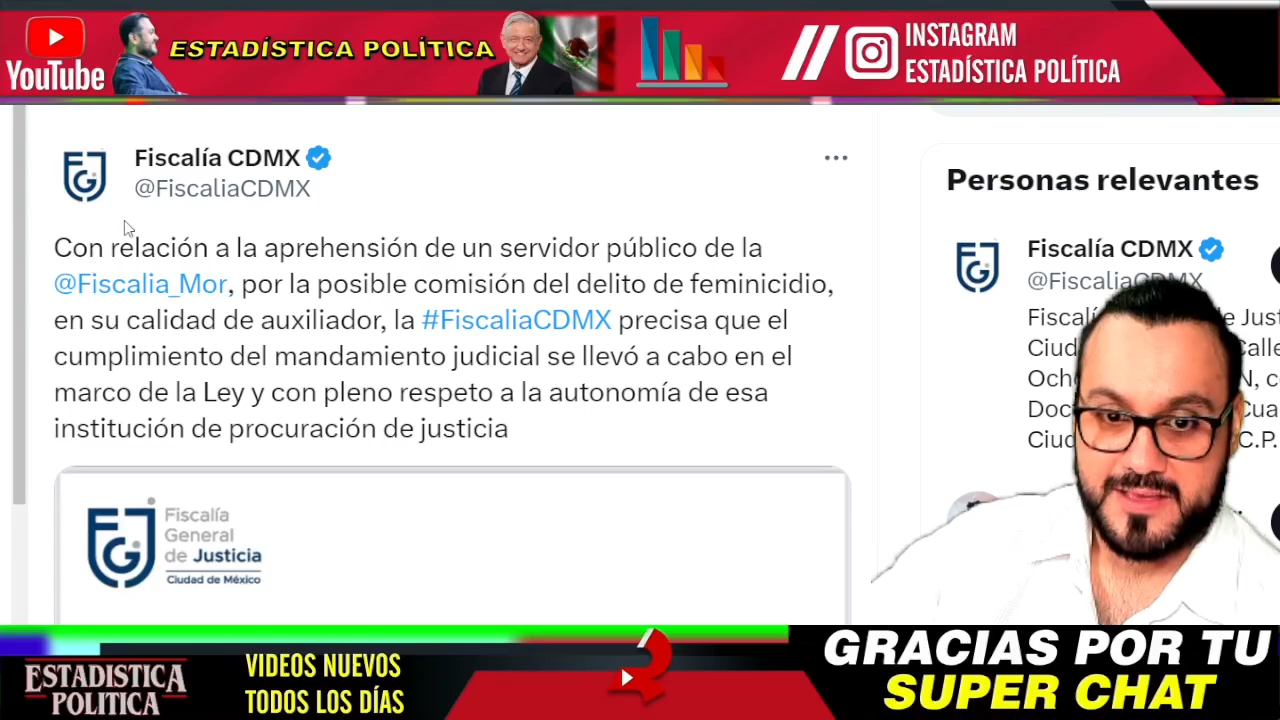 YouTube
ESTADÍSTICA POLÍTICA
INSTAGRAM
ESTADÍSTICA POLÍTICA
Fiscalía CDMX
@FiscaliaCDMX
Con relación a la aprehensión de un servidor público de la
@Fiscalia_Mor, por la posible comisión del delito de feminicidio,
en su calidad de auxiliador, la #FiscaliaCDMX precisa que el
cumplimiento del mandamiento judicial se llevó a cabo en el
marco de la Ley y con pleno respeto a la autonomía de esa
institución de procuración de justicia
Fiscalía
General
de Justicia
Ciudad de México
Personas relevantes
Fiscalía CDMX
@FiscaliaCDMX
C.P.
ESTADISTICA
POLÍTICA
VIDEOS NUEVOS
TODOS LOS DÍAS
GRACIAS POR TU
SUPER CHAT